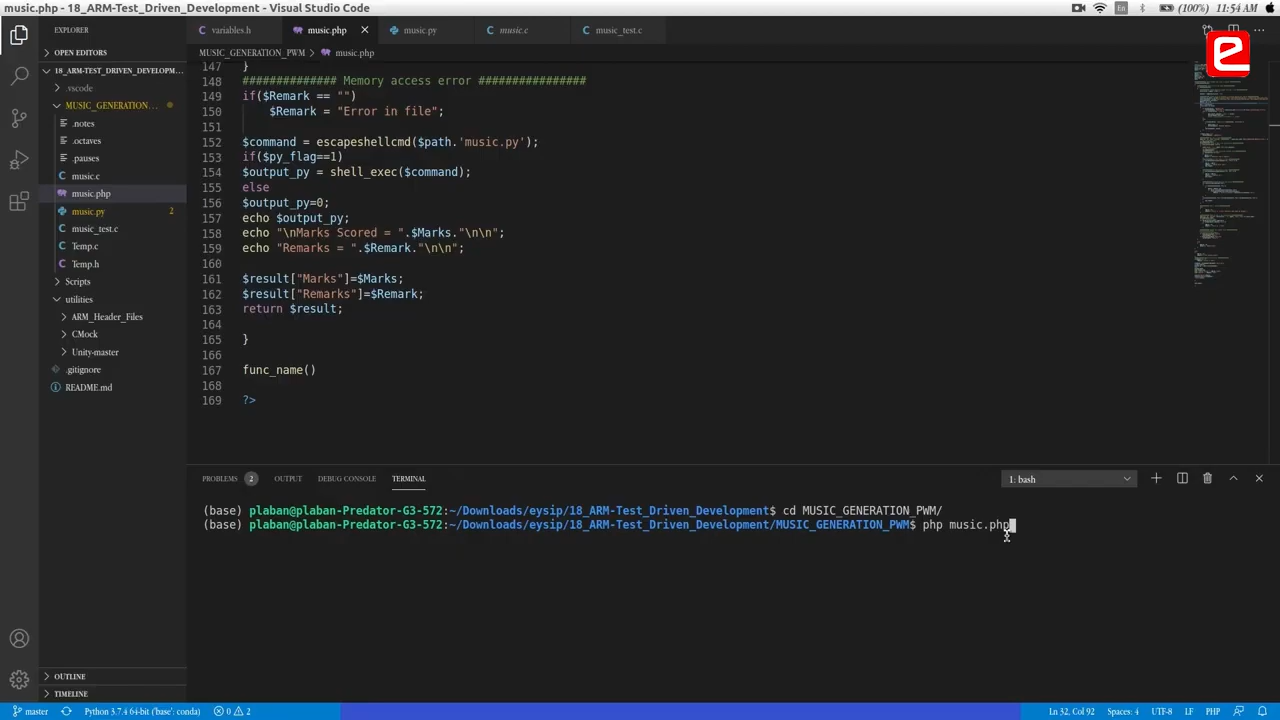 music.php - 18_ARM-Test_Driven_Development - Visual Studio Code
En
(100%)
11:54 AM
EXPLORER
variables.h
music.php
music.py
music.c
music_test.c
OPEN EDITORS
MUSIC_GENERATION_PWM > music.php
18_ARM-TEST_DRIVEN_DEVELOPM...
.vscode
MUSIC_GENERATION...
.notes
.octaves
.pauses
music.c
music.php
music.py 2
music_test.c
Temp.c
Temp.h
Scripts
utilities
ARM_Header_Files
CMock
Unity-master
.gitignore
README.md
OUTLINE
TIMELINE
147 }
148 ############## Memory access error ################
149 if($Remark == "")
150 $Remark = "Error in file";
151
152 $command = escapeshellcmd($path.'music.py');
153 if($py_flag==1)
154 $output_py = shell_exec($command);
155 else
156 $output_py=0;
157 echo $output_py;
158 echo "\nMarks scored = ".$Marks."\n\n";
159 echo "Remarks = ".$Remark."\n\n";
160
161 $result["Marks"]=$Marks;
162 $result["Remarks"]=$Remark;
163 return $result;
164
165 }
166
167 func_name()
168
169 ?>
PROBLEMS 2 OUTPUT DEBUG CONSOLE TERMINAL
1: bash
(base) plaban@plaban-Predator-G3-572:~/Downloads/eysip/18_ARM-Test_Driven_Development$ cd MUSIC_GENERATION_PWM/
(base) plaban@plaban-Predator-G3-572:~/Downloads/eysip/18_ARM-Test_Driven_Development/MUSIC_GENERATION_PWM$ php music.php
master
Python 3.7.4 64-bit ('base': conda)
0 2
Ln 32, Col 92
Spaces: 4
UTF-8
LF
PHP